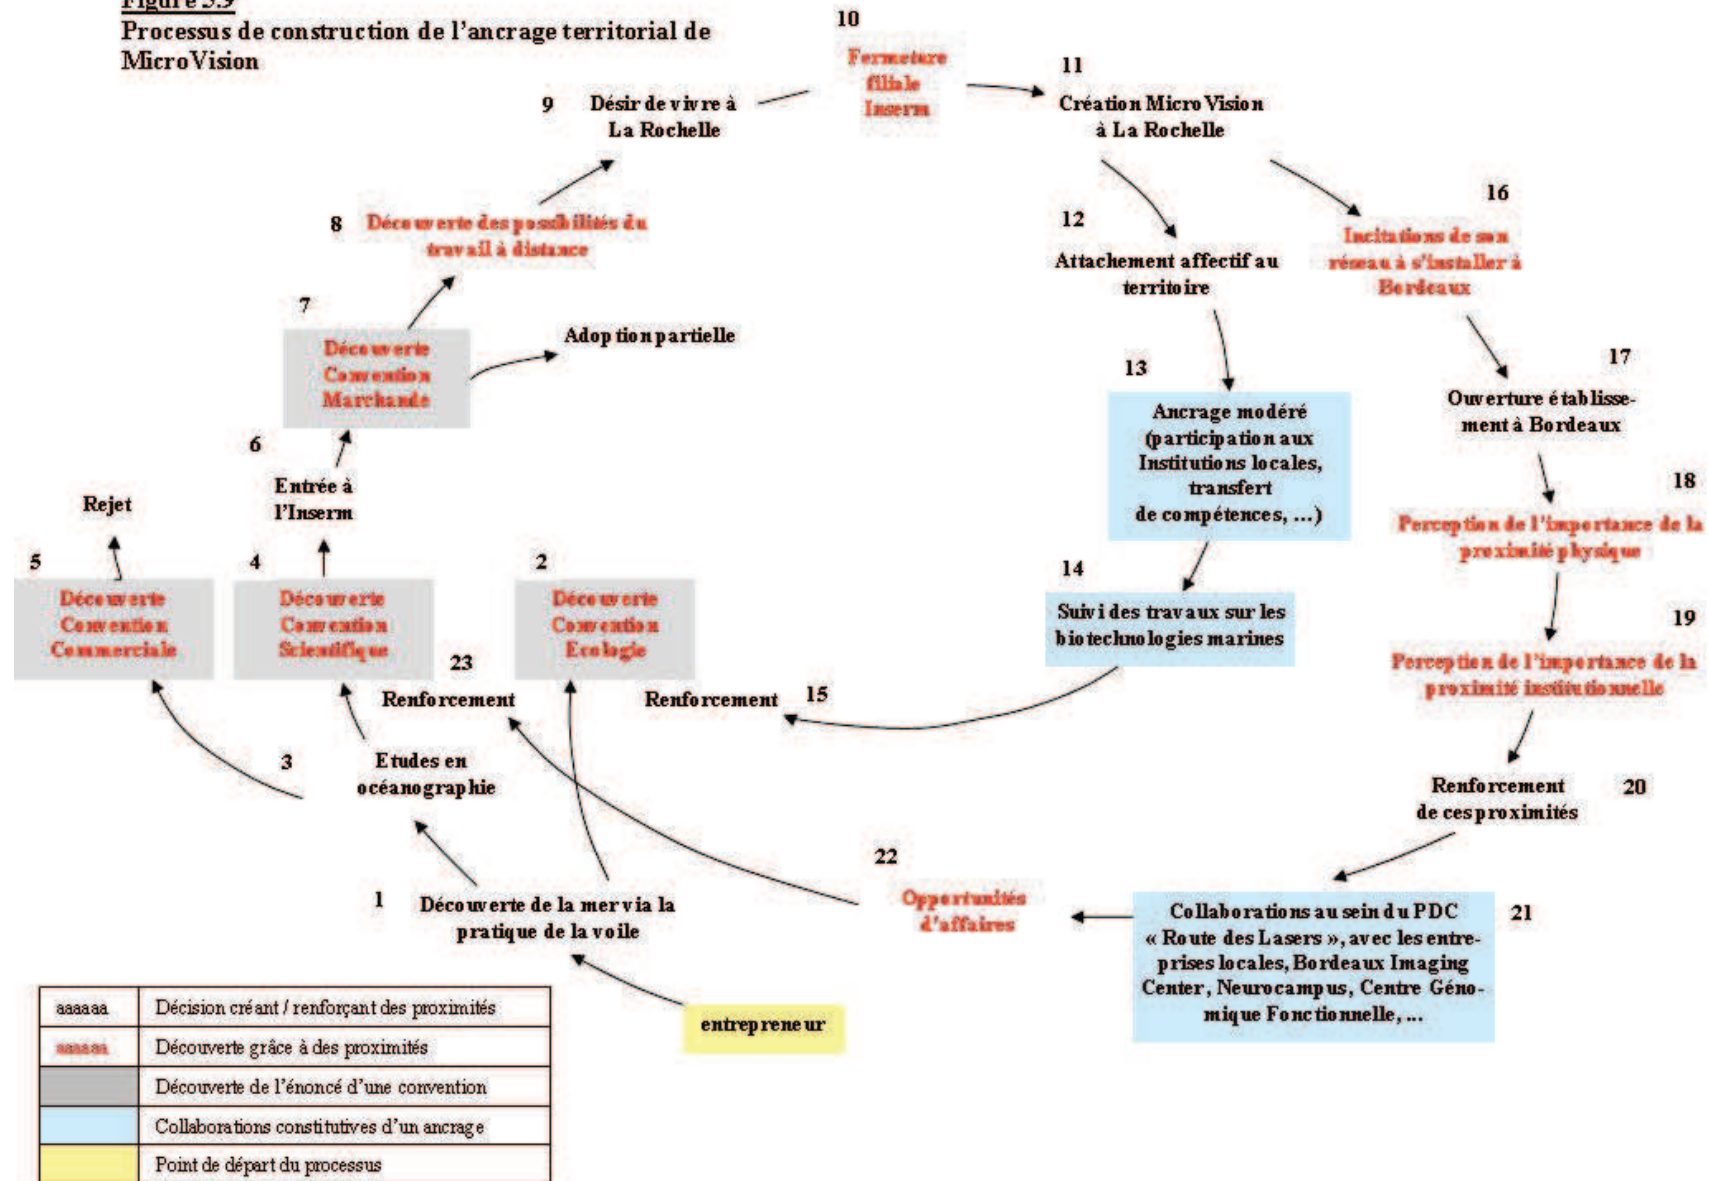 Figure 5.9
Processus de construction de l'ancrage territorial de
MicroVision
10
Fermeture
filiale
Inserm
11
Création MicroVision
à La Rochelle
9
Désir de vivre à
La Rochelle
8
Découverte des possibilités du
travail à distance
12
Attachement affectif au
territoire
16
Incitations de son
réseau à s'installer à
Bordeaux
7
Découverte
Convention
Marchande
Adoption partielle
13
Ancrage modéré
(participation aux
Institutions locales,
transfert
de compétences, ...)
17
Ouverture établisse-
ment à Bordeaux
6
Entrée à
l'Inserm
Rejet
18
Perception de l'importance de la
proximité physique
5
Découverte
Convention
Commerciale
4
Découverte
Convention
Scientifique
2
Découverte
Convention
Ecologie
14
Suivi des travaux sur les
biotechnologies marines
19
Perception de l'importance de la
proximité institutionnelle
23
Renforcement
Renforcement
15
3
Etudes en
océanographie
Renforcement
de ces proximités
20
1
Découverte de la mer via la
pratique de la voile
22
Opportunités
d'affaires
Collaborations au sein du PDC
« Route des Lasers », avec les entre-
prises locales, Bordeaux Imaging
Center, Neurocampus, Centre Géno-
mique Fonctionnelle, ...
21
entrepreneur
aaaaaa Décision créant / renforçant des proximités
aaaaaa Découverte grâce à des proximités
Découverte de l'énoncé d'une convention
Collaborations constitutives d'un ancrage
Point de départ du processus